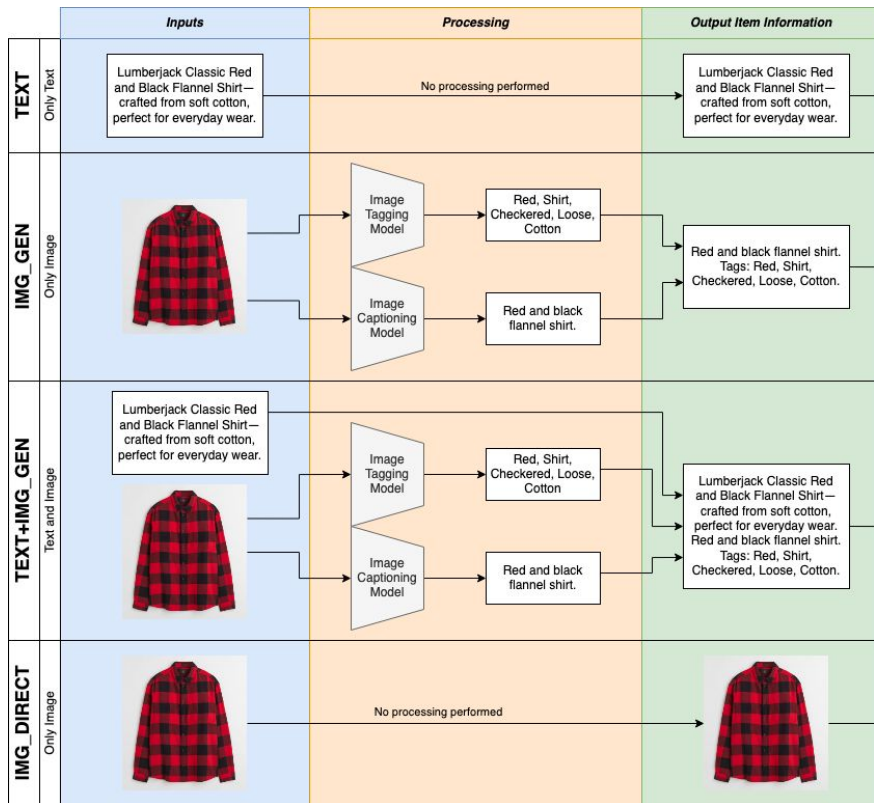 Inputs
Processing
Output Item Information
TEXT
Only Text
Lumberjack Classic Red
and Black Flannel Shirt—
crafted from soft cotton,
perfect for everyday wear.
No processing performed
Lumberjack Classic Red
and Black Flannel Shirt—
crafted from soft cotton,
perfect for everyday wear.
IMG_GEN
Only Image
Image
Tagging
Model
Red, Shirt,
Checkered, Loose,
Cotton
Image
Captioning
Model
Red and black
flannel shirt.
Red and black flannel shirt.
Tags: Red, Shirt,
Checkered, Loose, Cotton.
TEXT+IMG_GEN
Text and Image
Lumberjack Classic Red
and Black Flannel Shirt—
crafted from soft cotton,
perfect for everyday wear.
Image
Tagging
Model
Red, Shirt,
Checkered, Loose,
Cotton
Image
Captioning
Model
Red and black
flannel shirt.
Lumberjack Classic Red
and Black Flannel Shirt—
crafted from soft cotton,
perfect for everyday wear.
Red and black flannel shirt.
Tags: Red, Shirt,
Checkered, Loose, Cotton.
IMG_DIRECT
Only Image
No processing performed